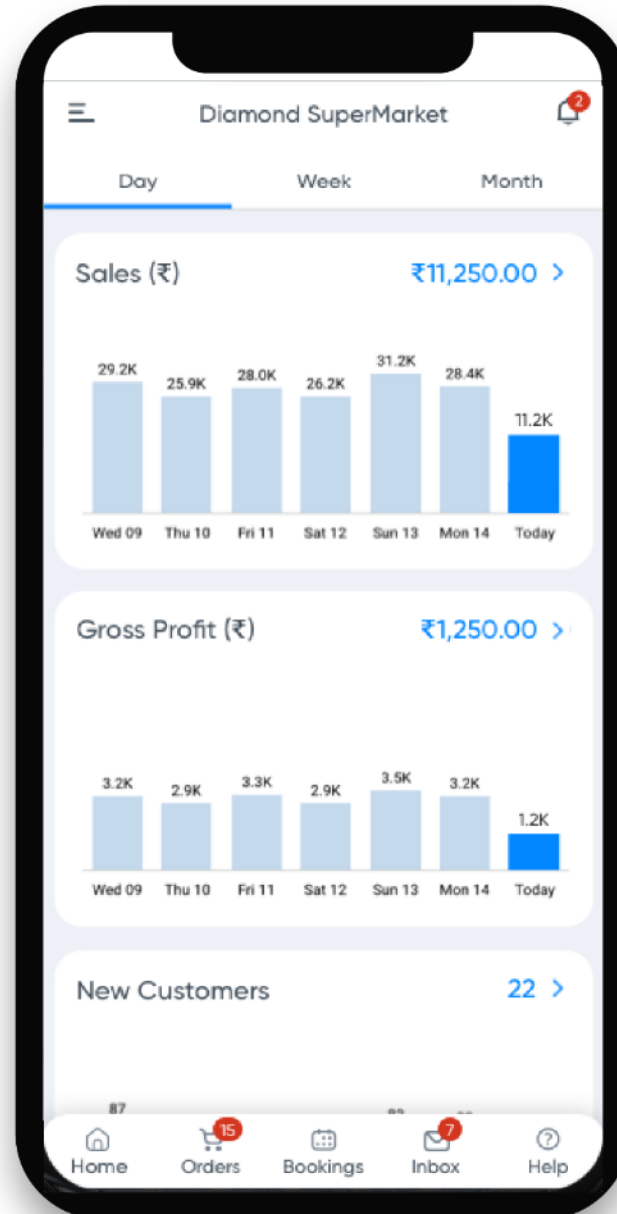 Diamond SuperMarket
2
Day Week Month
Sales (₹) ₹11,250.00
29.2K 25.9K 28.0K 26.2K 31.2K 28.4K 11.2K
Wed 09 Thu 10 Fri 11 Sat 12 Sun 13 Mon 14 Today
Gross Profit (₹) ₹1,250.00
3.2K 2.9K 3.3K 2.9K 3.5K 3.2K 1.2K
Wed 09 Thu 10 Fri 11 Sat 12 Sun 13 Mon 14 Today
New Customers 22
87
15 7
Home Orders Bookings Inbox Help